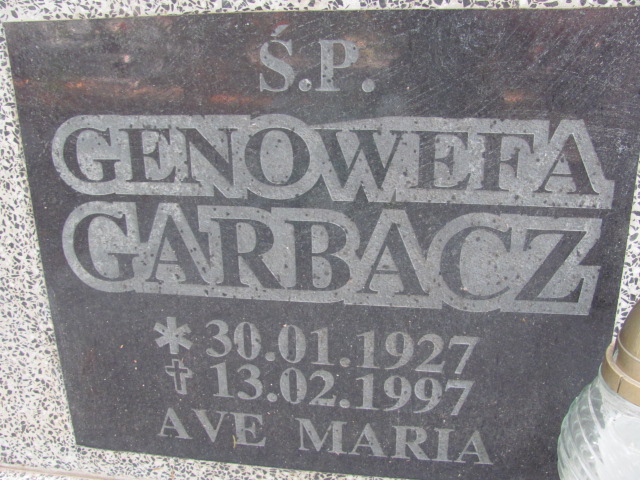 Ś.P.
GENOWEFA
GARBACZ
* 30.01.1927
† 13.02.1997
AVE MARIA